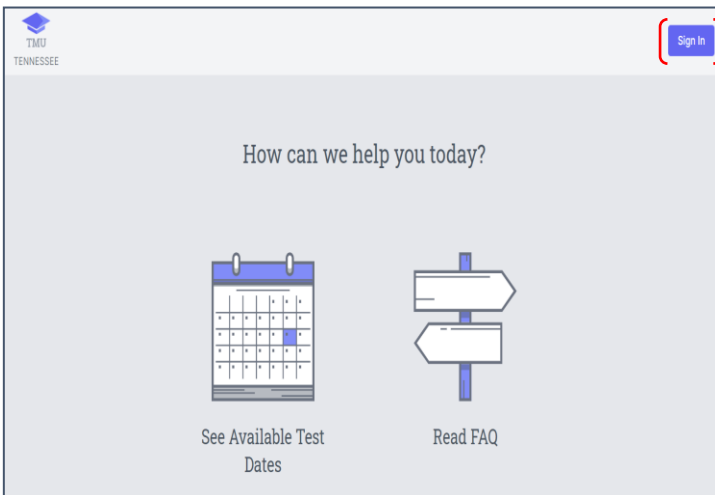 TMU
TENNESSEE
Sign In
How can we help you today?
See Available Test
Dates
Read FAQ